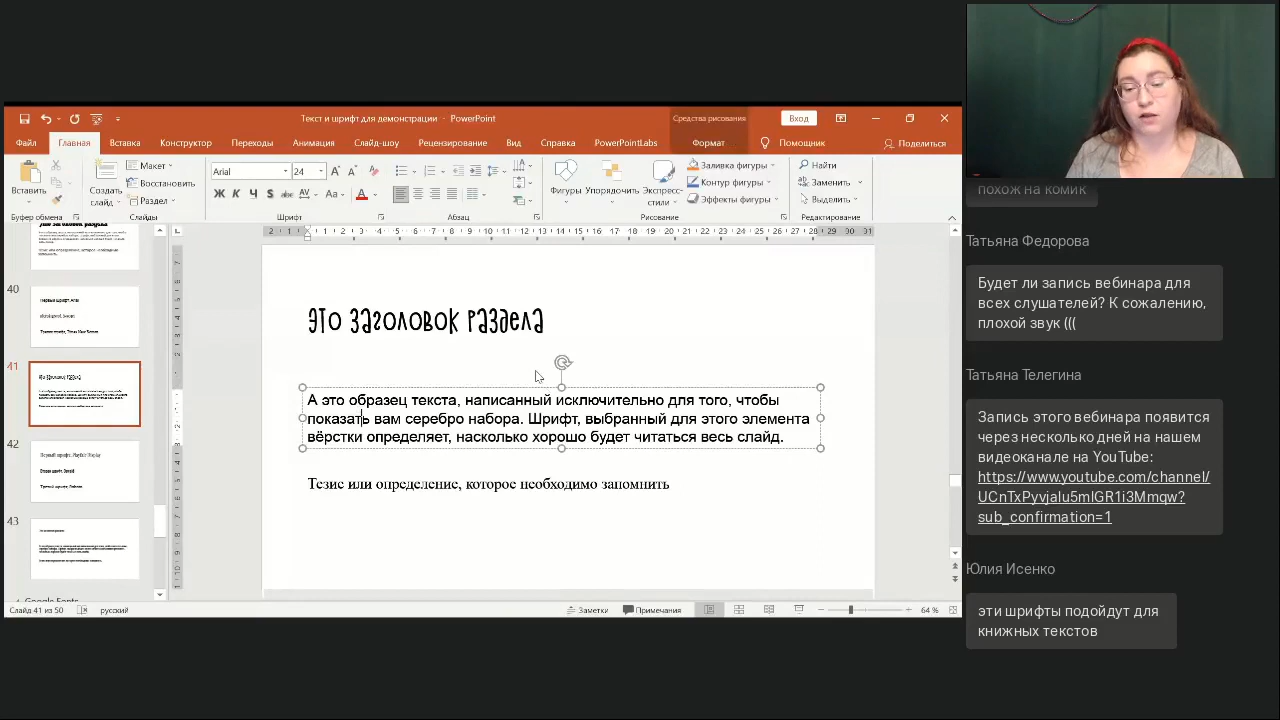 Текст и шрифт для демонстрации - PowerPoint
Средства рисования
Вход
Файл Главная Вставка Конструктор Переходы Анимация Слайд-шоу Рецензирование Вид Справка PowerPointLabs Формат Помощник Поделиться
Вставить
Буфер обмена
Создать слайд
Макет
Восстановить
Раздел
Слайды
Arial 24
Ж К Ч S abc AV Aa A
Шрифт
Абзац
Фигуры
Упорядочить
Экспресс-стили
Заливка фигуры
Контур фигуры
Эффекты фигуры
Рисование
Найти
Заменить
Выделить
Редактирование
40
41
42
43
Это заголовок раздела
А это образец текста, написанный исключительно для того, чтобы
показать вам серебро набора. Шрифт, выбранный для этого элемента
вёрстки определяет, насколько хорошо будет читаться весь слайд.
Тезис или определение, которое необходимо запомнить
Слайд 41 из 50 русский Заметки Примечания 64 %
похож на комик
Татьяна Федорова
Будет ли запись вебинара для
всех слушателей? К сожалению,
плохой звук (((
Татьяна Телегина
Запись этого вебинара появится
через несколько дней на нашем
видеоканале на YouTube:
https://www.youtube.com/channel/
UCnTxPyvjalu5mlGR1i3Mmqw?
sub_confirmation=1
Юлия Исенко
эти шрифты подойдут для
книжных текстов